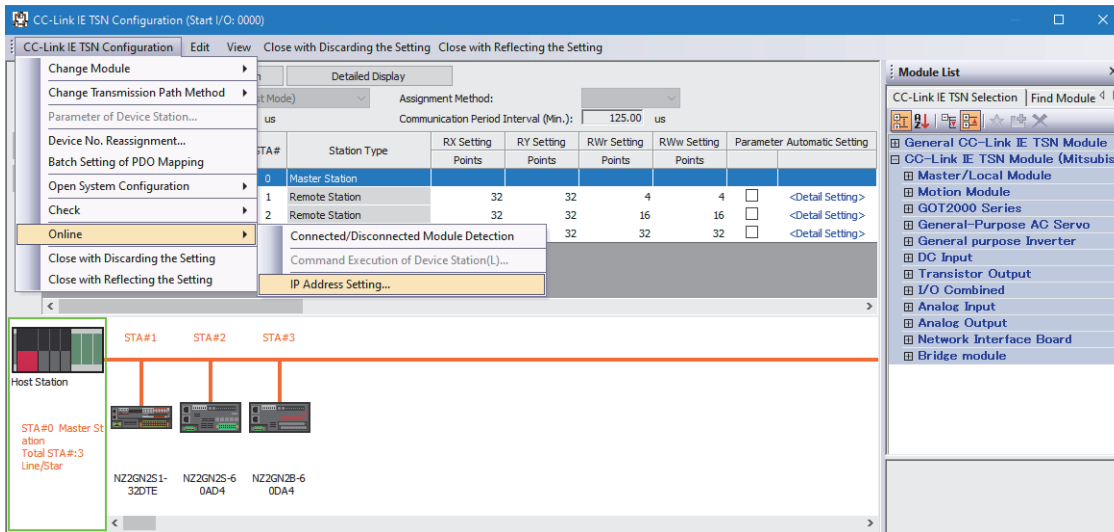 CC-Link IE TSN Configuration (Start I/O: 0000)
CC-Link IE TSN Configuration Edit View Close with Discarding the Setting Close with Reflecting the Setting
Change Module
Change Transmission Path Method
Parameter of Device Station...
Device No. Reassignment...
Batch Setting of PDO Mapping
Open System Configuration
Check
Online
Close with Discarding the Setting
Close with Reflecting the Setting
Connected/Disconnected Module Detection
Command Execution of Device Station(L)...
IP Address Setting...
Detailed Display
Mode) Assignment Method:
us Communication Period Interval (Min.): 125.00 us
STA# Station Type RX Setting RY Setting RWr Setting RWw Setting Parameter Automatic Setting
Points Points Points Points
0 Master Station
1 Remote Station 32 32 4 4 <Detail Setting>
2 Remote Station 32 32 16 16 <Detail Setting>
32 32 32 <Detail Setting>
STA#1 STA#2 STA#3
Host Station
STA#0 Master St
ation
Total STA#:3
Line/Star
NZ2GN2S1-
32DTE
NZ2GN2S-6
0AD4
NZ2GN2B-6
0DA4
Module List
CC-Link IE TSN Selection Find Module
General CC-Link IE TSN Module
CC-Link IE TSN Module (Mitsubis
Master/Local Module
Motion Module
GOT2000 Series
General-Purpose AC Servo
General purpose Inverter
DC Input
Transistor Output
I/O Combined
Analog Input
Analog Output
Network Interface Board
Bridge module